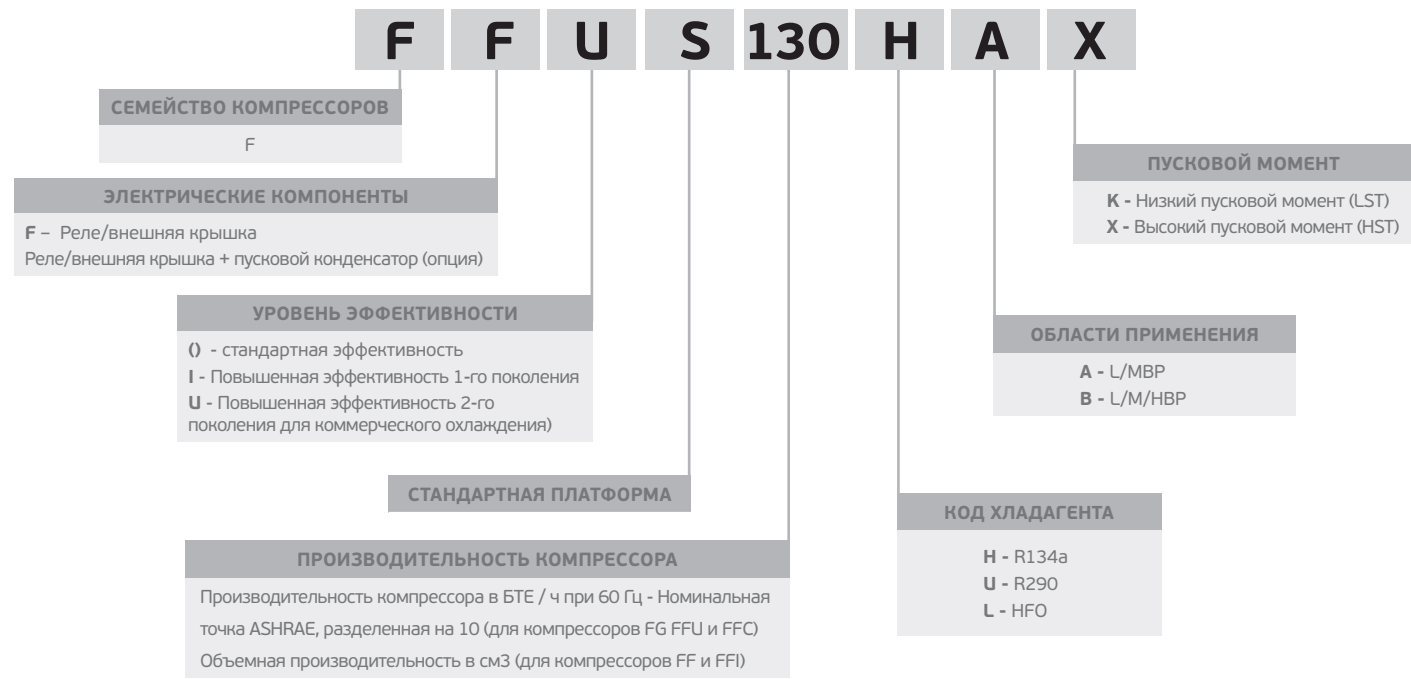 F F U S 130 H A X
СЕМЕЙСТВО КОМПРЕССОРОВ
F
ЭЛЕКТРИЧЕСКИЕ КОМПОНЕНТЫ
F – Реле/внешняя крышка
Реле/внешняя крышка + пусковой конденсатор (опция)
УРОВЕНЬ ЭФФЕКТИВНОСТИ
() - стандартная эффективность
I - Повышенная эффективность 1-го поколения
U - Повышенная эффективность 2-го
поколения для коммерческого охлаждения)
СТАНДАРТНАЯ ПЛАТФОРМА
ПРОИЗВОДИТЕЛЬНОСТЬ КОМПРЕССОРА
Производительность компрессора в БТЕ / ч при 60 Гц - Номинальная
точка ASHRAE, разделенная на 10 (для компрессоров FG FFU и FFC)
Объемная производительность в см3 (для компрессоров FF и FFI)
ПУСКОВОЙ МОМЕНТ
K - Низкий пусковой момент (LST)
X - Высокий пусковой момент (HST)
ОБЛАСТИ ПРИМЕНЕНИЯ
A - L/MBP
B - L/M/HBP
КОД ХЛАДАГЕНТА
H - R134a
U - R290
L - HFO